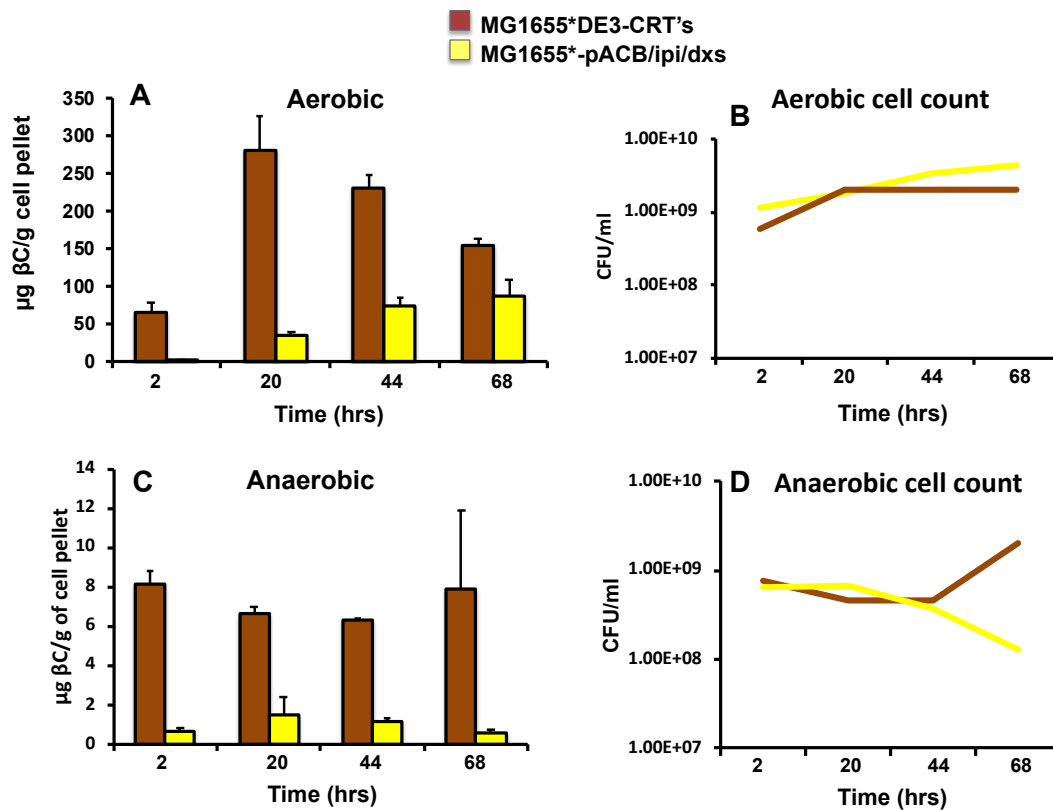 MG1655*DE3-CRT’s
MG1655*-pACB/ipi/dxs
A
Aerobic
µg βC/g cell pellet
350
300
250
200
150
100
50
0
2 20 44 68
Time (hrs)
B
Aerobic cell count
CFU/ml
1.00E+10
1.00E+09
1.00E+08
1.00E+07
2 20 44 68
Time (hrs)
C
Anaerobic
µg βC/g of cell pellet
14
12
10
8
6
4
2
0
2 20 44 68
Time (hrs)
D
Anaerobic cell count
CFU/ml
1.00E+10
1.00E+09
1.00E+08
1.00E+07
2 20 44 68
Time (hrs)